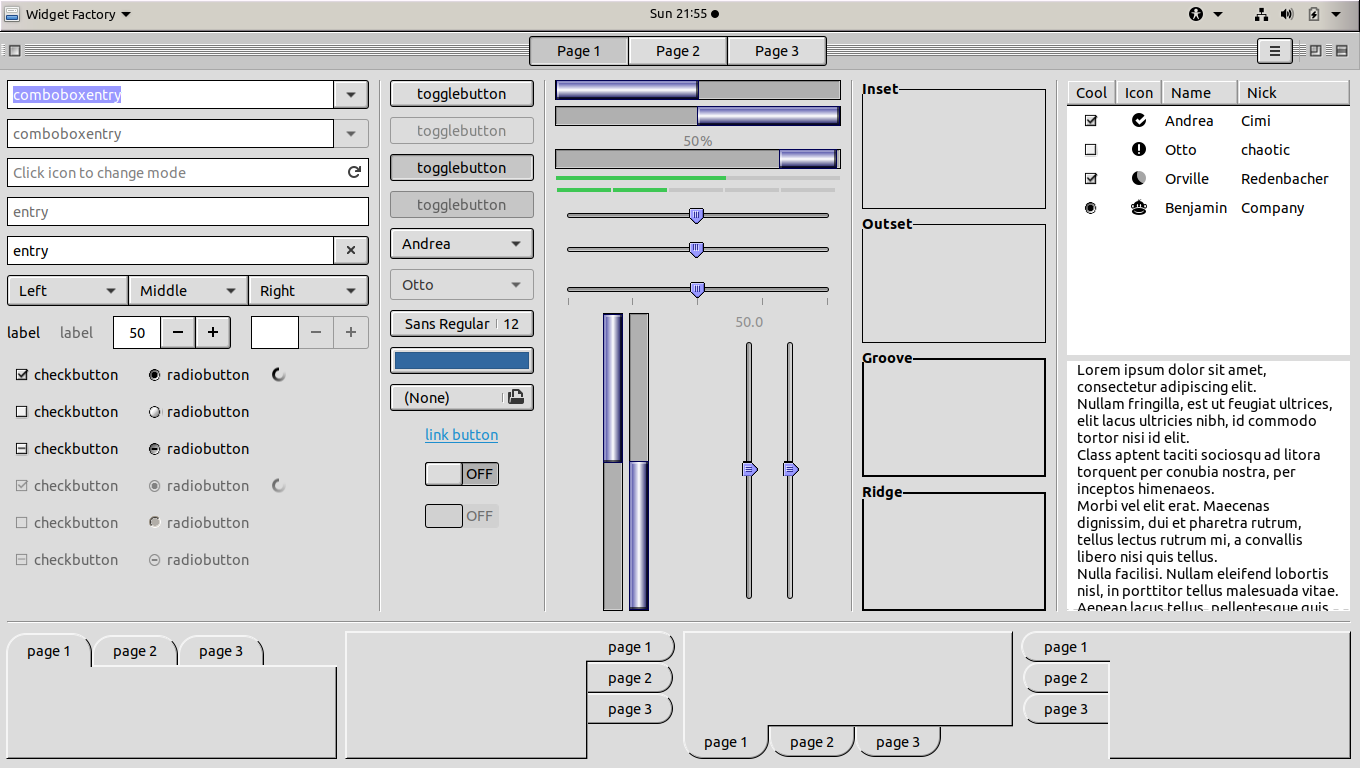 Widget Factory
Sun 21:55
Page 1
Page 2
Page 3
comboboxentry
comboboxentry
Click icon to change mode
entry
entry
Left
Middle
Right
label
label
50
checkbutton
radiobutton
checkbutton
radiobutton
checkbutton
radiobutton
checkbutton
radiobutton
checkbutton
radiobutton
checkbutton
radiobutton
togglebutton
togglebutton
togglebutton
togglebutton
Andrea
Otto
Sans Regular 12
(None)
link button
OFF
OFF
50%
50.0
Inset
Outset
Groove
Ridge
Cool Icon Name Nick
Andrea Cimi
Otto chaotic
Orville Redenbacher
Benjamin Company
Lorem ipsum dolor sit amet,
consectetur adipiscing elit.
Nullam fringilla, est ut feugiat ultrices,
elit lacus ultricies nibh, id commodo
tortor nisi id elit.
Class aptent taciti sociosqu ad litora
torquent per conubia nostra, per
inceptos himenaeos.
Morbi vel elit erat. Maecenas
dignissim, dui et pharetra rutrum,
tellus lectus rutrum mi, a convallis
libero nisi quis tellus.
Nulla facilisi. Nullam eleifend lobortis
nisl, in porttitor tellus malesuada vitae.
Aenean lacus tellus, pellentesque quis
page 1
page 2
page 3
page 1
page 2
page 3
page 1
page 2
page 3
page 1
page 2
page 3